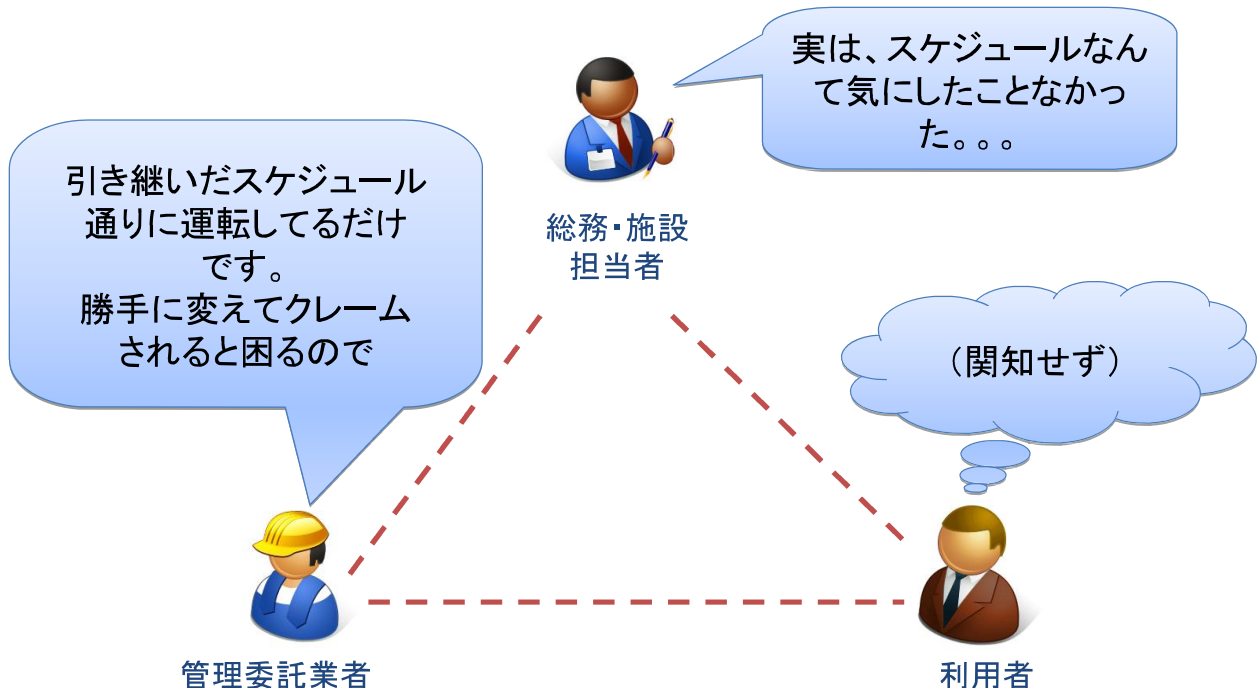 実は、スケジュールなん
て気にしたことなかっ
た。。。
引き継いだスケジュール
通りに運転してるだけ
です。
勝手に変えてクレーム
されると困るので
総務・施設
担当者
（関知せず）
管理委託業者
利用者